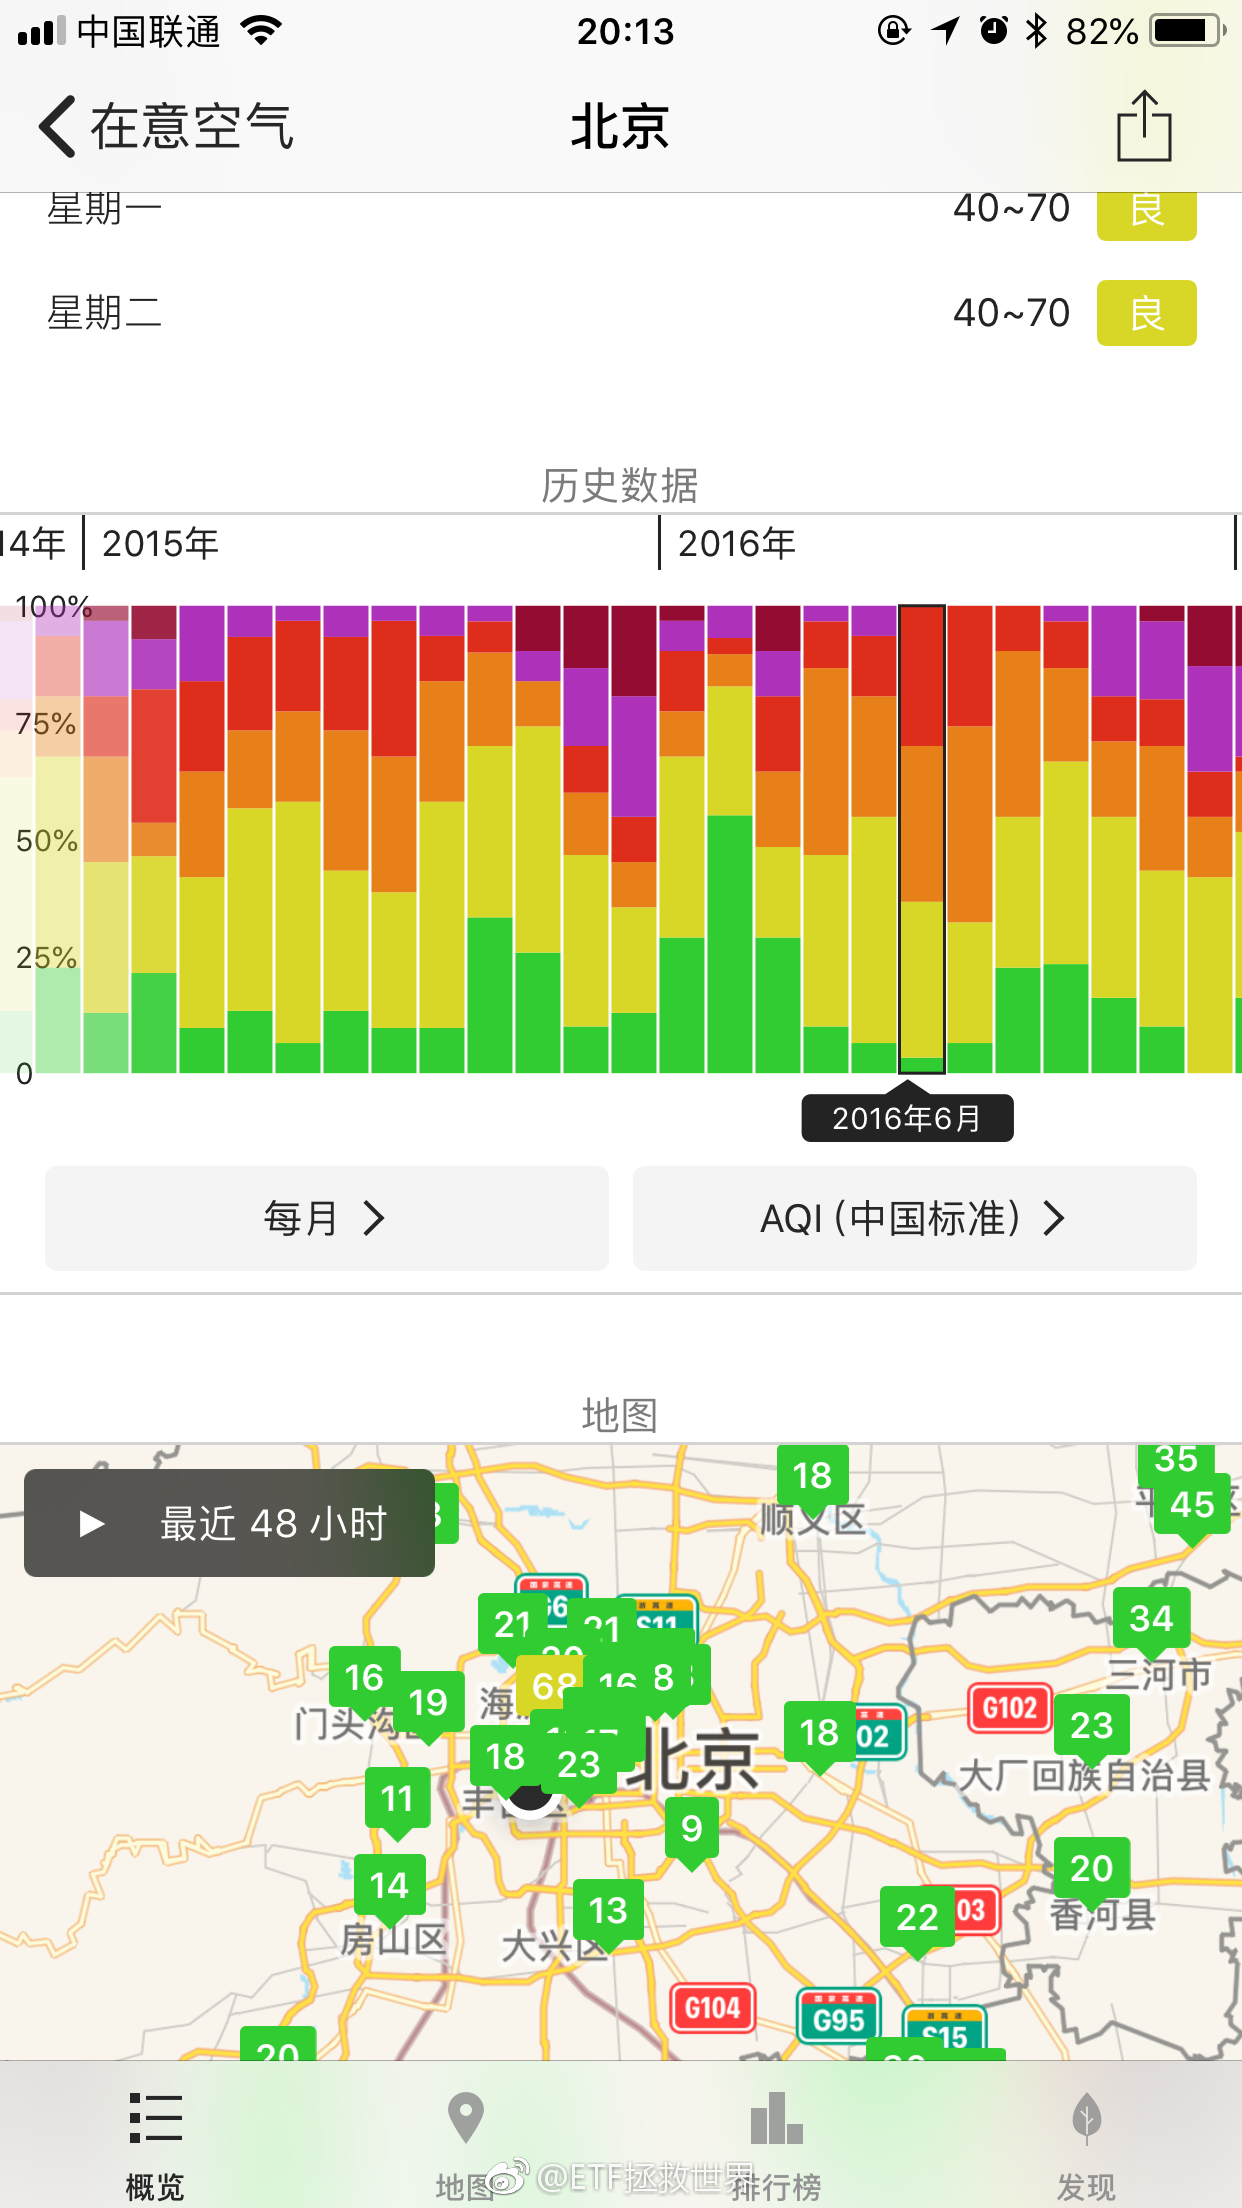 中国联通 20:13 82%
在意空气 北京
星期一 40~70 良
星期二 40~70 良
历史数据
14年 2015年 2016年
100%
75%
50%
25%
0
2016年6月
每月 AQI (中国标准)
地图
最近 48 小时
18 35
45
顺义区
21 21 S11
34
16 68 16 8
三河市
19 G102 23
18 02
18 23 北京
大厂回族自治县
11
9
20
14 13 22 03
香河县
房山区 大兴区
G104 G95 S15
20
概览 地图 排行榜 发现
@ETF拯救世界